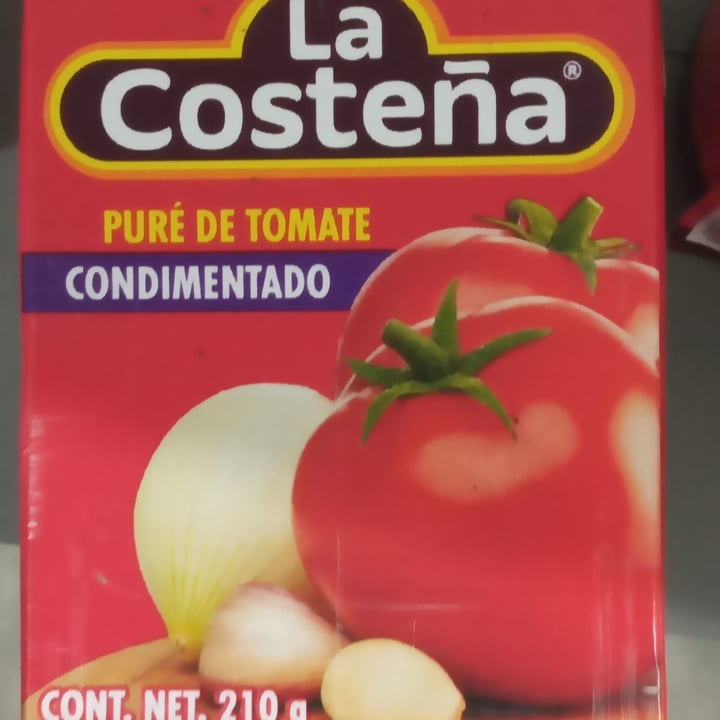 La
Costeña®
PURÉ DE TOMATE
CONDIMENTADO
CONT. NET. 210 g